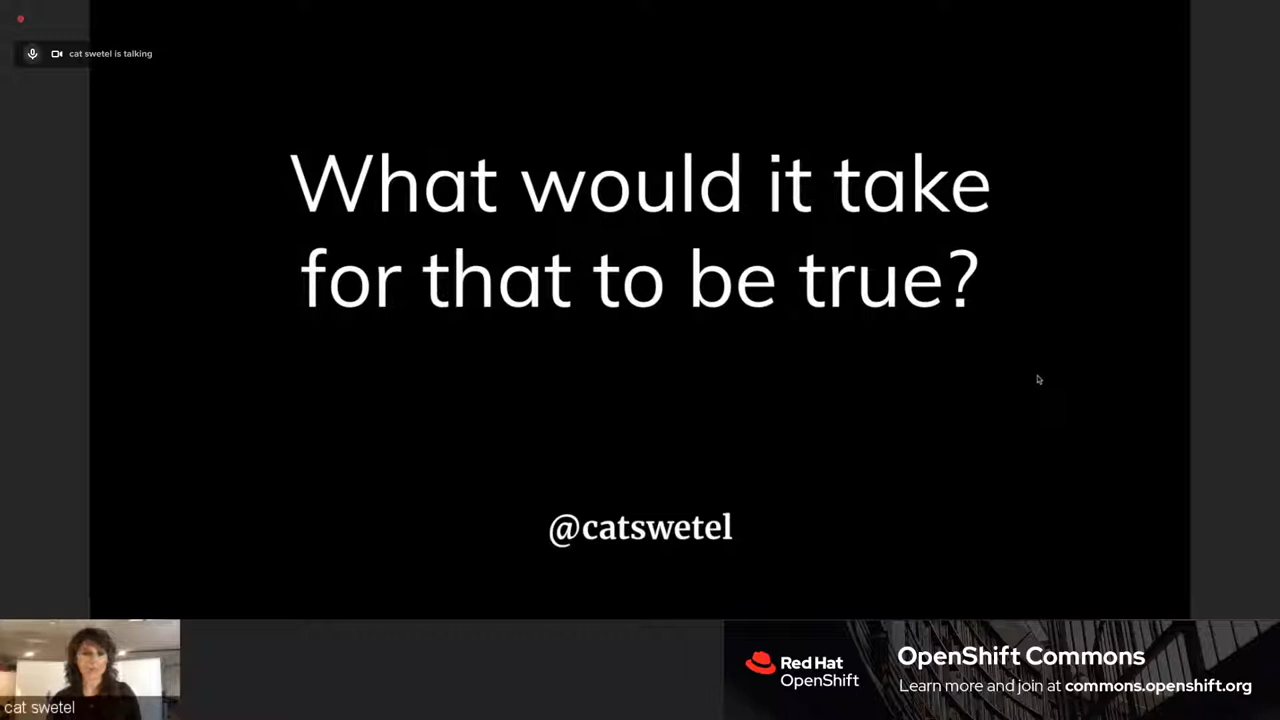 cat swetel is talking
What would it take
for that to be true?
@catswetel
cat swetel
Red Hat
OpenShift
OpenShift Commons
Learn more and join at commons.openshift.org